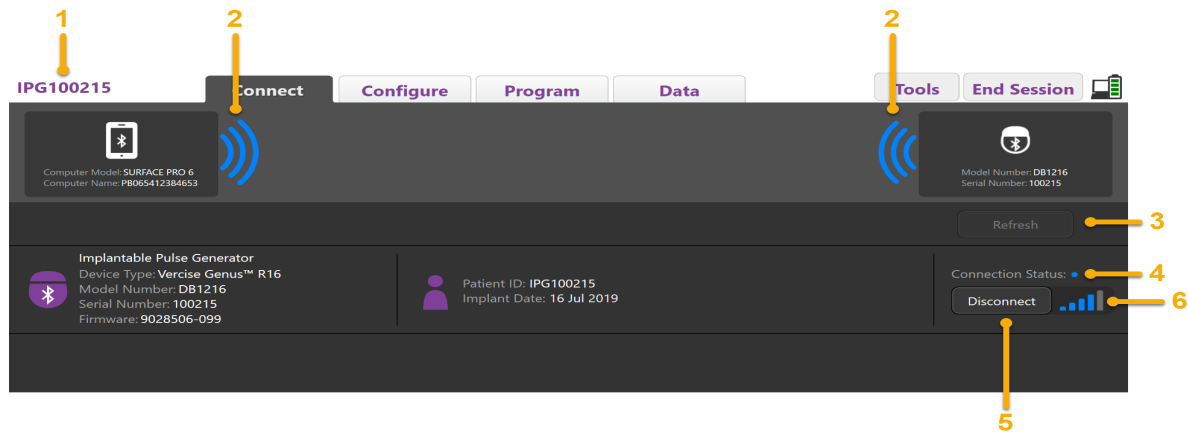 1
2
2
IPG100215
Connect
Configure
Program
Data
Tools
End Session
Computer Model: SURFACE PRO 6
Computer Name: PB065412384653
Model Number: DB1216
Serial Number: 100215
Refresh
3
Implantable Pulse Generator
Device Type: Vercise Genus™ R16
Model Number: DB1216
Serial Number: 100215
Firmware: 9028506-099
Patient ID: IPG100215
Implant Date: 16 Jul 2019
Connection Status:
4
Disconnect
6
5